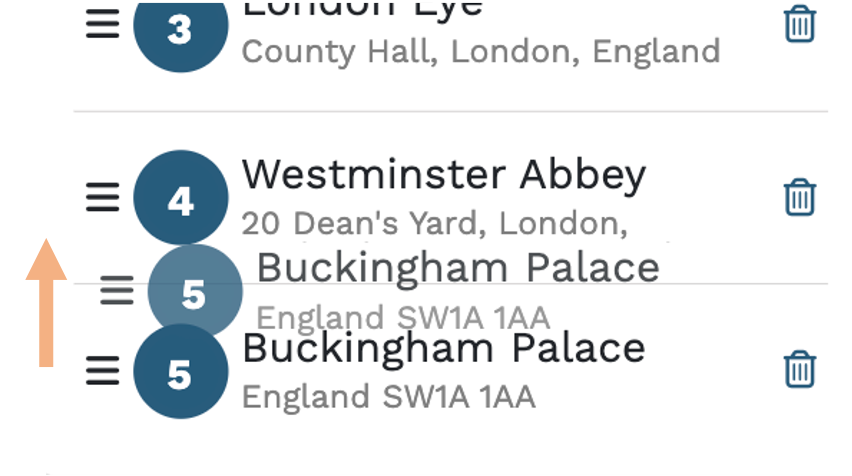 London Eye
3
County Hall, London, England
Westminster Abbey
4
20 Dean's Yard, London,
Buckingham Palace
5
England SW1A 1AA
Buckingham Palace
5
England SW1A 1AA